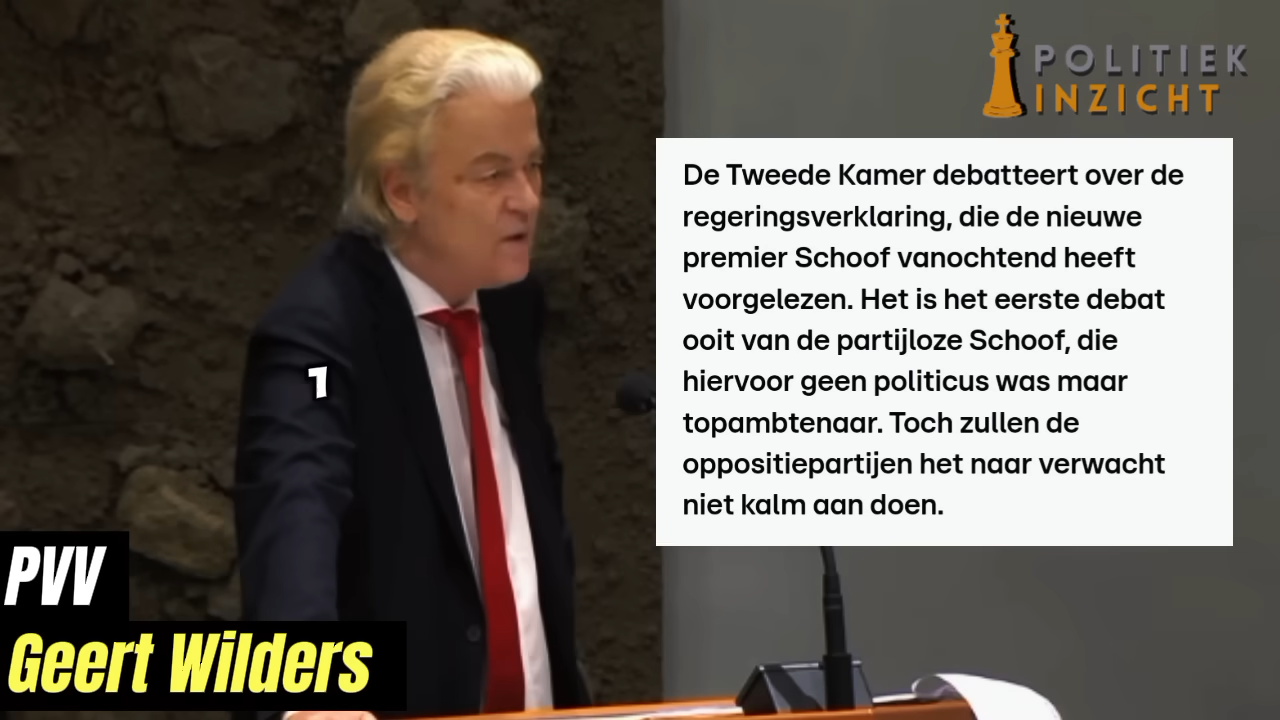 POLITIEK
INZICHT
De Tweede Kamer debatteert over de
regeringsverklaring, die de nieuwe
premier Schoof vanochtend heeft
voorgelezen. Het is het eerste debat
ooit van de partijloze Schoof, die
hiervoor geen politicus was maar
topambtenaar. Toch zullen de
oppositiepartijen het naar verwacht
niet kalm aan doen.
1
PVV
Geert Wilders